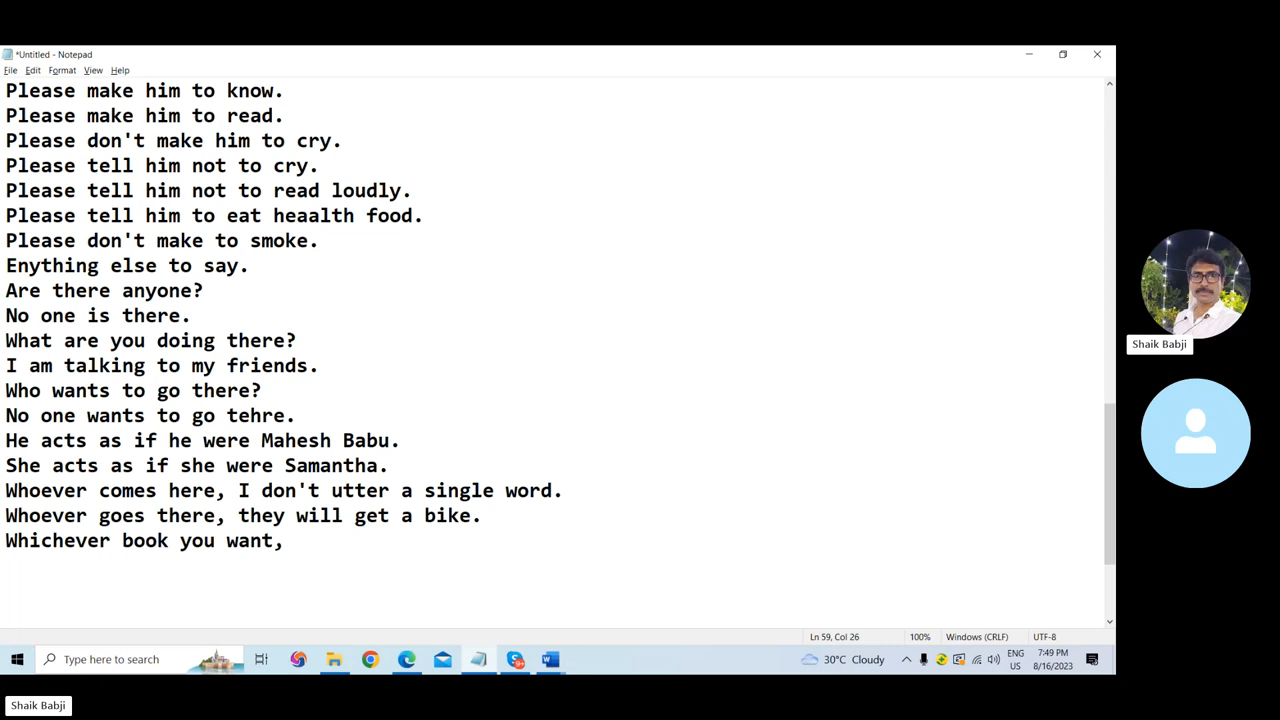 *Untitled - Notepad
File Edit Format View Help
Please make him to know.
Please make him to read.
Please don't make him to cry.
Please tell him not to cry.
Please tell him not to read loudly.
Please tell him to eat heaalth food.
Please don't make to smoke.
Enything else to say.
Are there anyone?
No one is there.
What are you doing there?
I am talking to my friends.
Who wants to go there?
No one wants to go tehre.
He acts as if he were Mahesh Babu.
She acts as if she were Samantha.
Whoever comes here, I don't utter a single word.
Whoever goes there, they will get a bike.
Whichever book you want,
Shaik Babji
Ln 59, Col 26 100% Windows (CRLF) UTF-8
Type here to search
30°C Cloudy
ENG
US
7:49 PM
8/16/2023
Shaik Babji